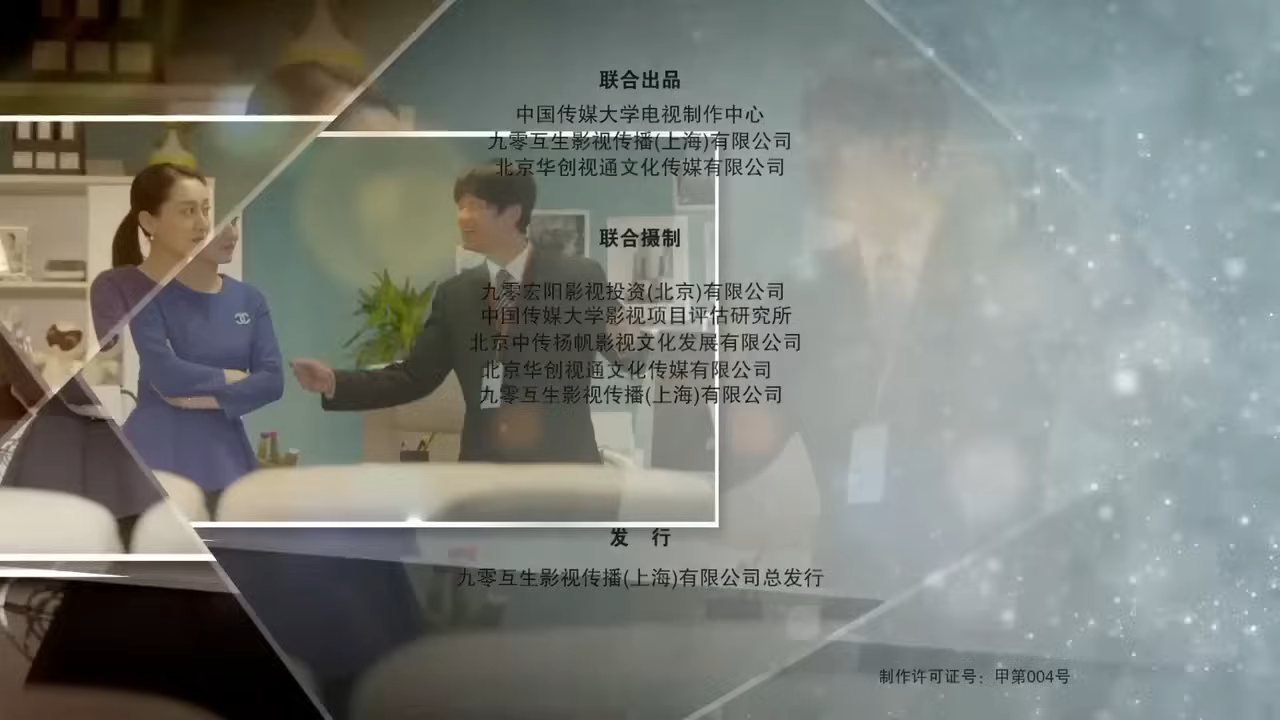 联合出品
中国传媒大学电视制作中心
九零互生影视传播(上海)有限公司
北京华创视通文化传媒有限公司
联合摄制
九零宏阳影视投资(北京)有限公司
中国传媒大学影视项目评估研究所
北京中传扬帆影视文化发展有限公司
北京华创视通文化传媒有限公司
九零互生影视传播(上海)有限公司
发 行
九零互生影视传播(上海)有限公司总发行
制作许可证号：甲第004号